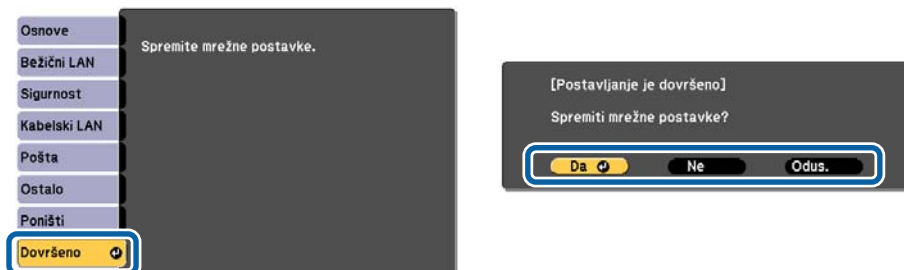 Osnove
Bežični LAN
Sigurnost
Kabelski LAN
Pošta
Ostalo
Poništi
Dovršeno
Spremite mrežne postavke.
[Postavljanje je dovršeno]
Spremiti mrežne postavke?
Da Ne Odus.